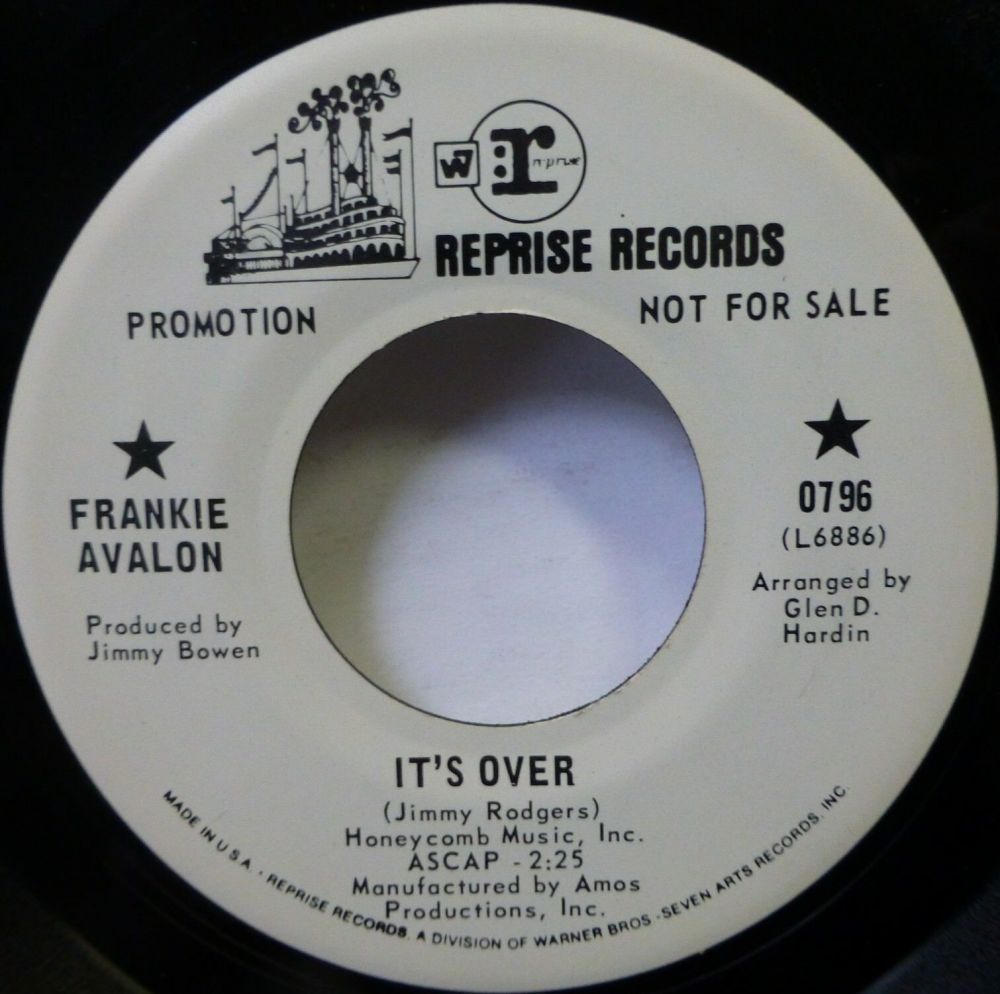 W7
r
reprise
REPRISE RECORDS
PROMOTION
NOT FOR SALE
FRANKIE
AVALON
Produced by
Jimmy Bowen
0796
(L6886)
Arranged by
Glen D.
Hardin
IT'S OVER
(Jimmy Rodgers)
Honeycomb Music, Inc.
ASCAP - 2:25
Manufactured by Amos
Productions, Inc.
MADE IN U.S.A. · REPRISE RECORDS, A DIVISION OF WARNER BROS.-SEVEN ARTS RECORDS, INC.